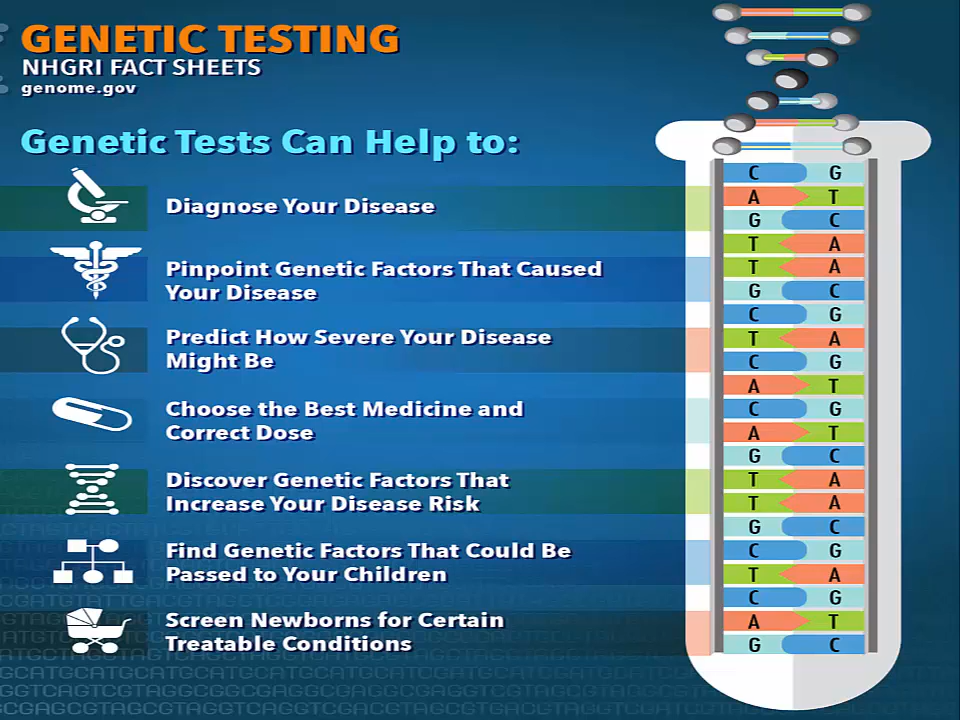 GENETIC TESTING
NHGRI FACT SHEETS
genome.gov
Genetic Tests Can Help to:
Diagnose Your Disease
Pinpoint Genetic Factors That Caused
Your Disease
Predict How Severe Your Disease
Might Be
Choose the Best Medicine and
Correct Dose
Discover Genetic Factors That
Increase Your Disease Risk
Find Genetic Factors That Could Be
Passed to Your Children
Screen Newborns for Certain
Treatable Conditions
C G
A T
G C
T A
T A
G C
C G
T A
C G
A T
C G
A T
G C
T A
T A
G C
C G
T A
C G
A T
G C